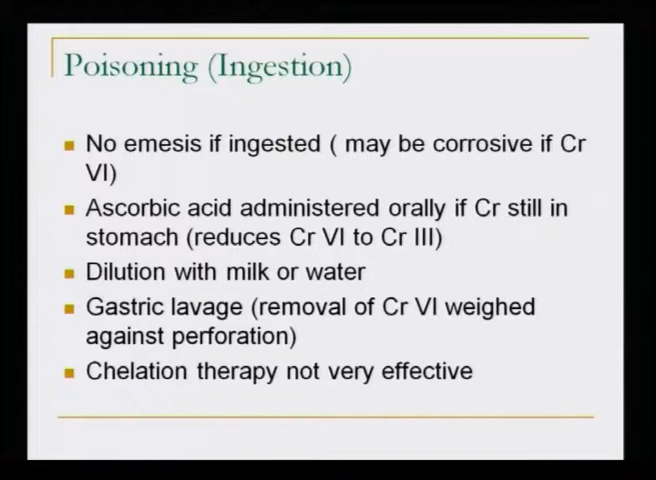 Poisoning (Ingestion)
No emesis if ingested ( may be corrosive if Cr
VI)
Ascorbic acid administered orally if Cr still in
stomach (reduces Cr VI to Cr III)
Dilution with milk or water
Gastric lavage (removal of Cr VI weighed
against perforation)
Chelation therapy not very effective